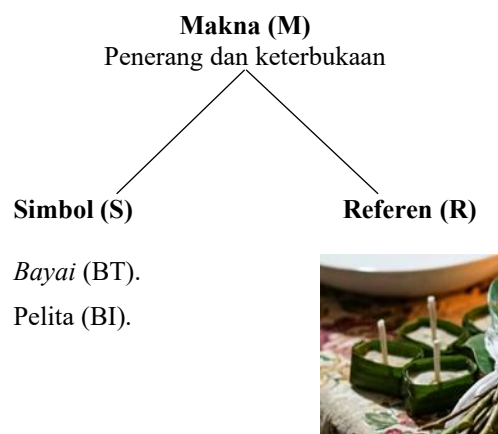 Makna (M)
Penerang dan keterbukaan
Simbol (S)
Referen (R)
Bayai (BT).
Pelita (BI).